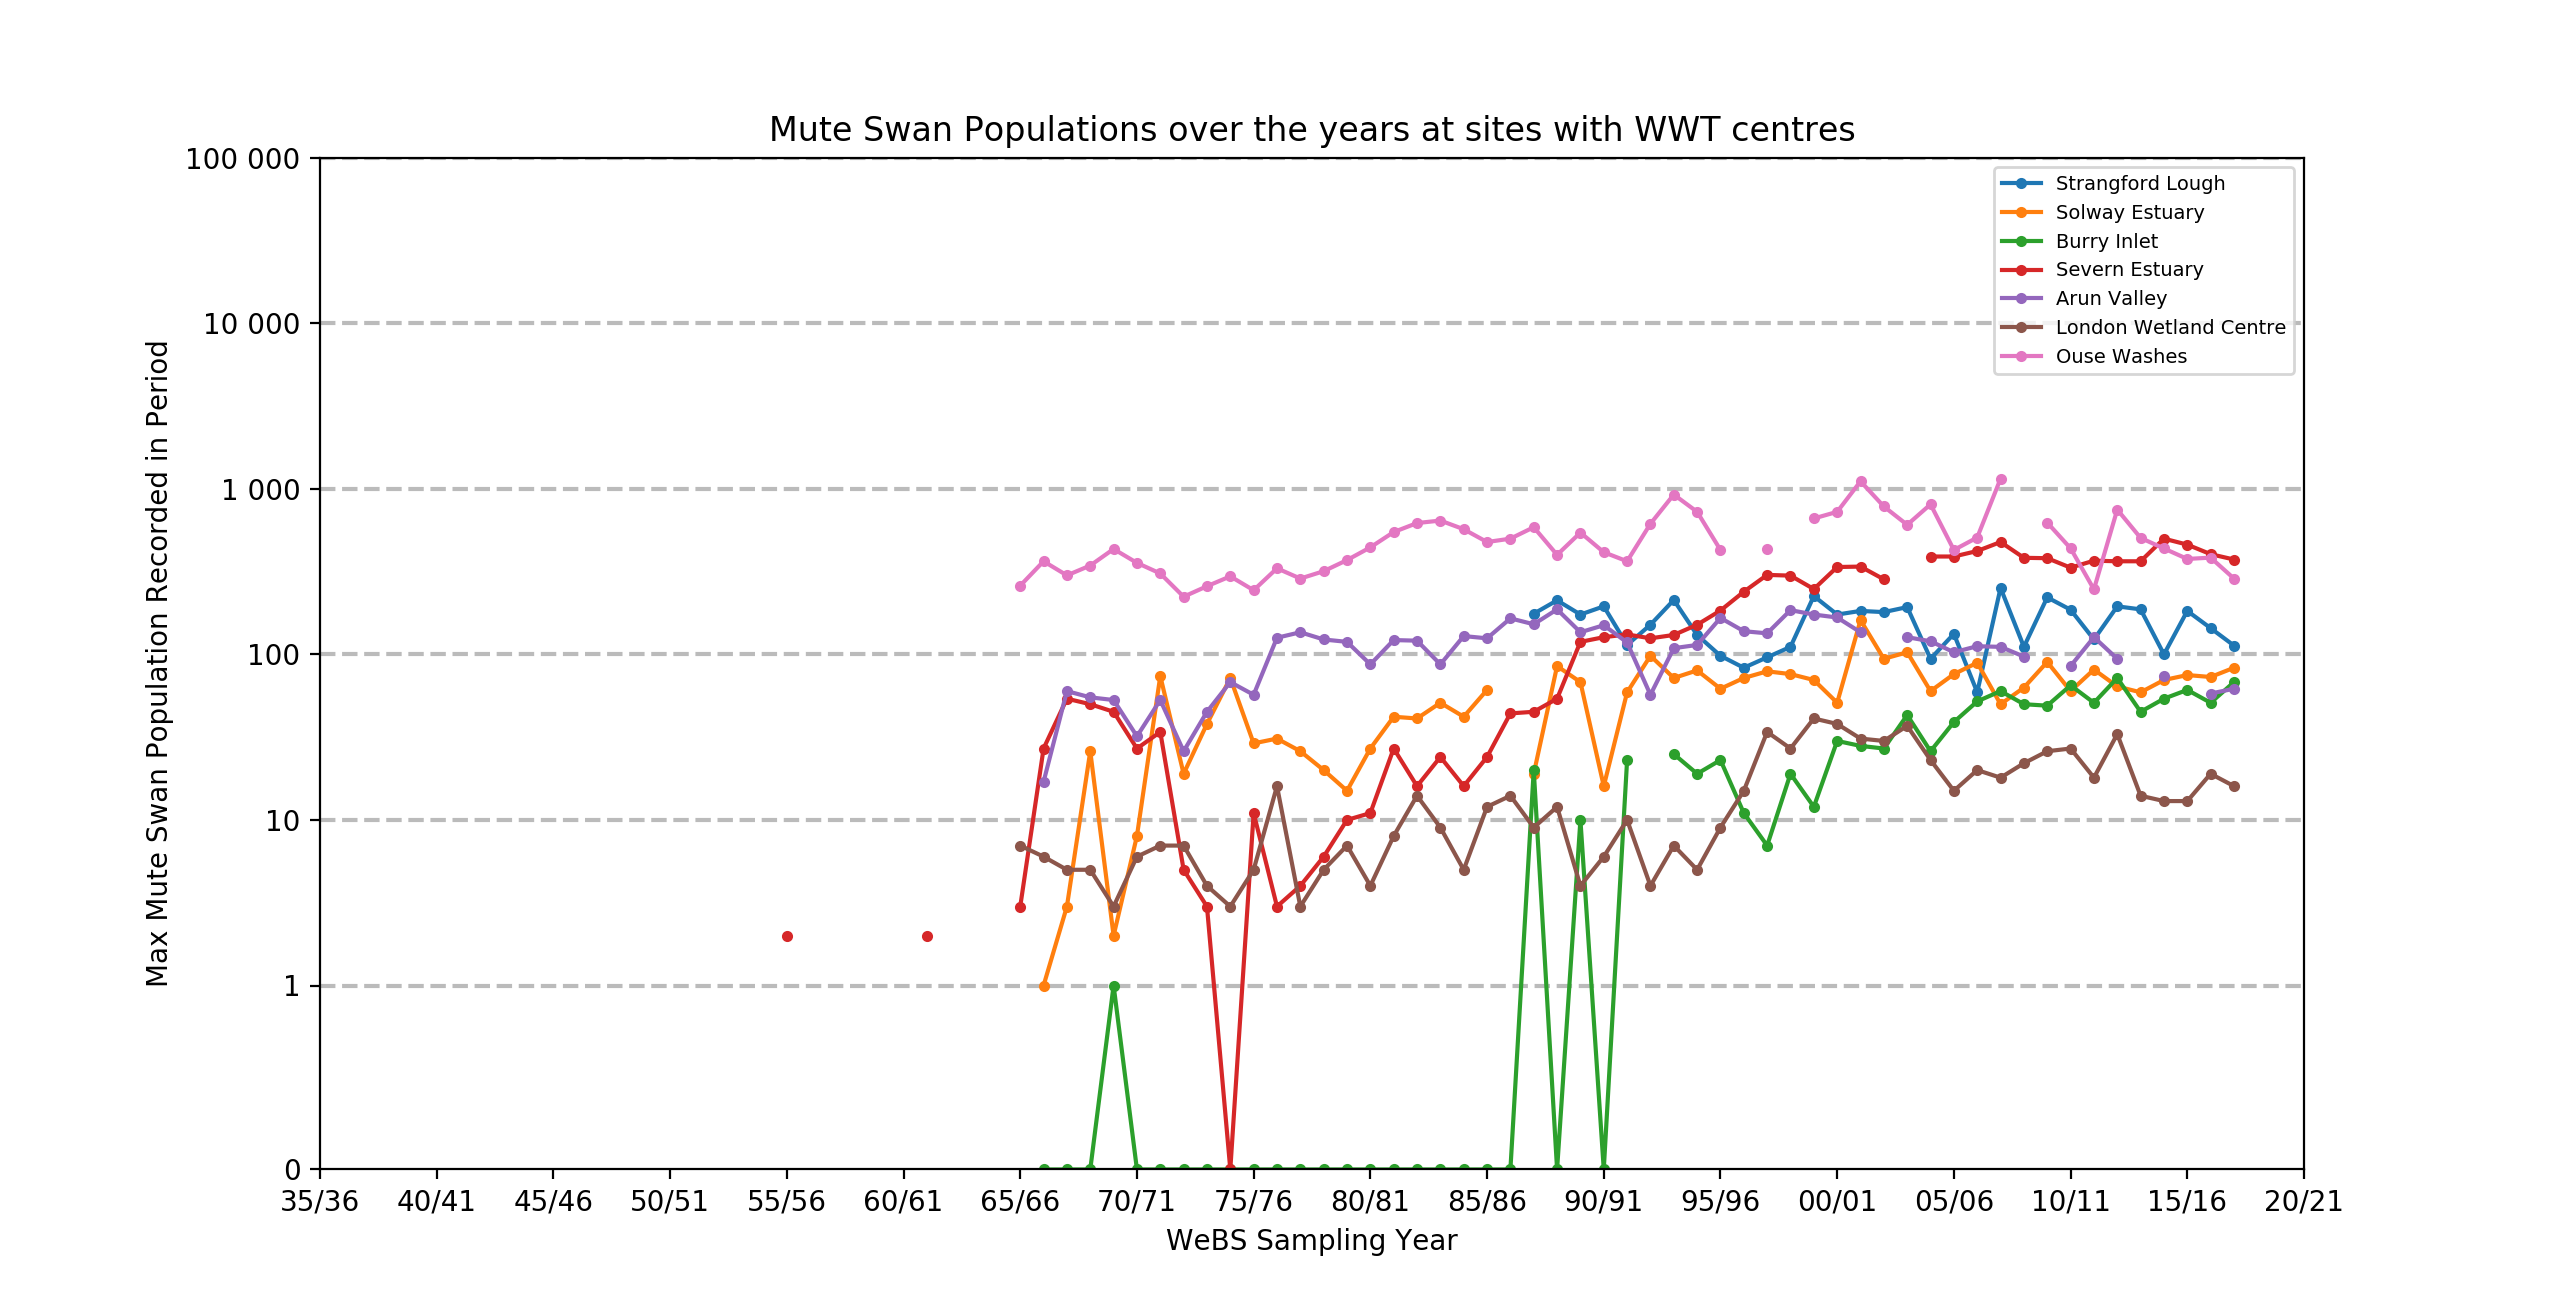 Mute Swan Populations over the years at sites with WWT centres
100 000
10 000
1 000
100
10
1
0
Max Mute Swan Population Recorded in Period
Strangford Lough
Solway Estuary
Burry Inlet
Severn Estuary
Arun Valley
London Wetland Centre
Ouse Washes
35/36 40/41 45/46 50/51 55/56 60/61 65/66 70/71 75/76 80/81 85/86 90/91 95/96 00/01 05/06 10/11 15/16 20/21
WeBS Sampling Year